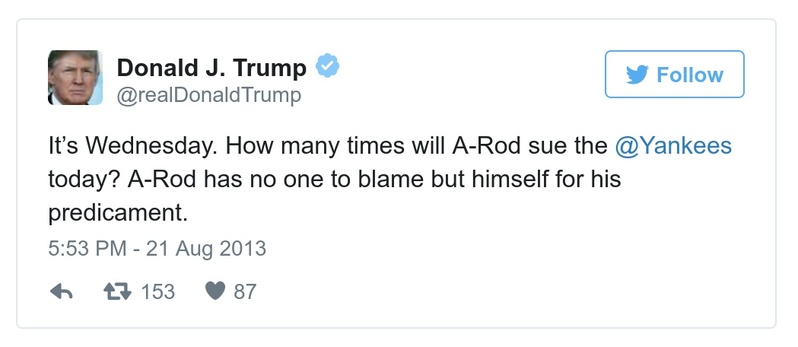 Donald J. Trump
@realDonaldTrump
Follow
It’s Wednesday. How many times will A-Rod sue the @Yankees
today? A-Rod has no one to blame but himself for his
predicament.
5:53 PM - 21 Aug 2013
153 87